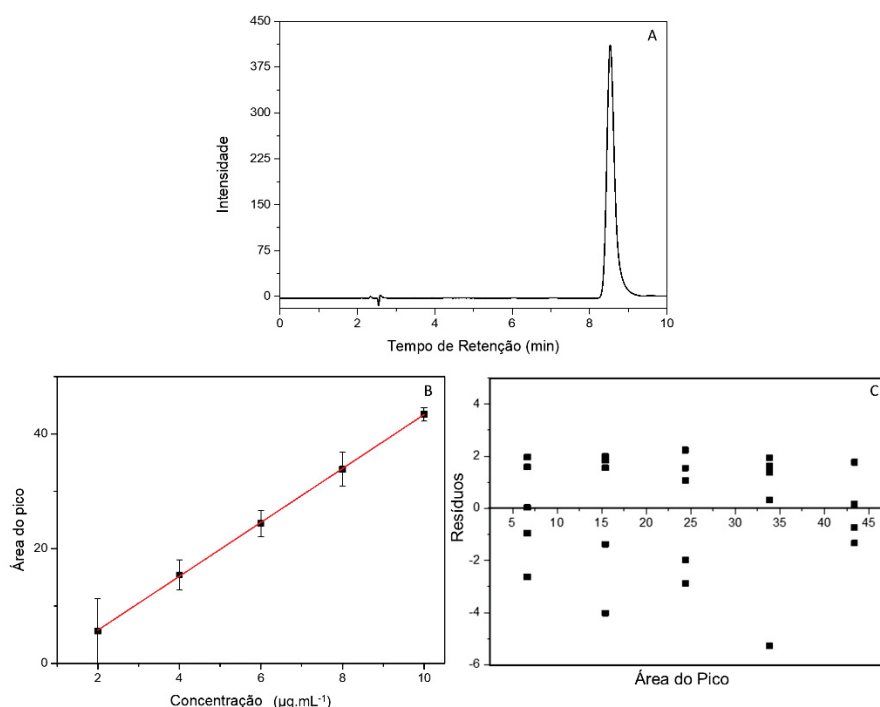 A
450
375
300
225
150
75
0
Intensidade
0 2 4 6 8 10
Tempo de Retenção (min)
B
40
20
0
Área do pico
2 4 6 8 10
Concentração (µg.mL⁻¹)
C
4
2
0
-2
-4
-6
Resíduos
5 10 15 20 25 30 35 40 45
Área do Pico